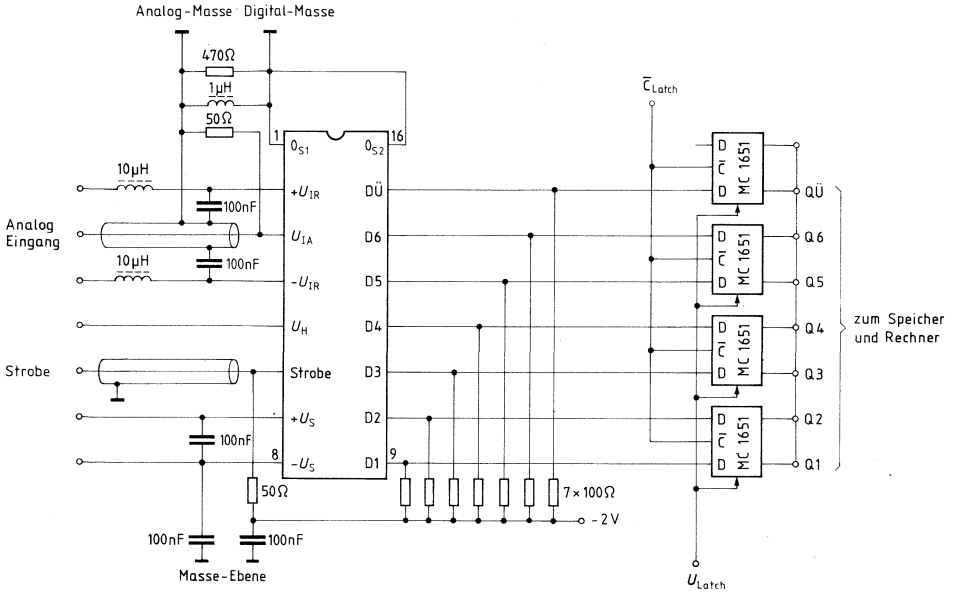 Analog-Masse Digital-Masse
470Ω
1µH
50Ω
1
16
0S1
0S2
C̅Latch
10µH
+UIR
DÜ
100nF
Analog
Eingang
UIA
D6
100nF
10µH
-UIR
D5
UH
D4
Strobe
Strobe
D3
+US
D2
100nF
8
-US
D1
9
50Ω
7×100Ω
-2V
100nF
100nF
Masse-Ebene
D
C̅
D
MC 1651
QÜ
D
C̅
D
MC 1651
Q6
Q5
D
C̅
D
MC 1651
Q4
Q3
D
C̅
D
MC 1651
Q2
Q1
zum Speicher
und Rechner
ULatch